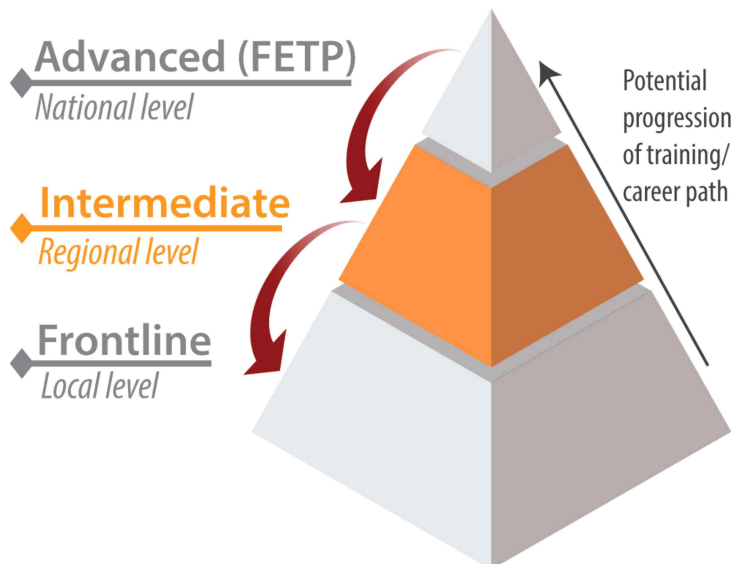 Advanced (FETP)
National level
Intermediate
Regional level
Frontline
Local level
Potential
progression
of training/
career path